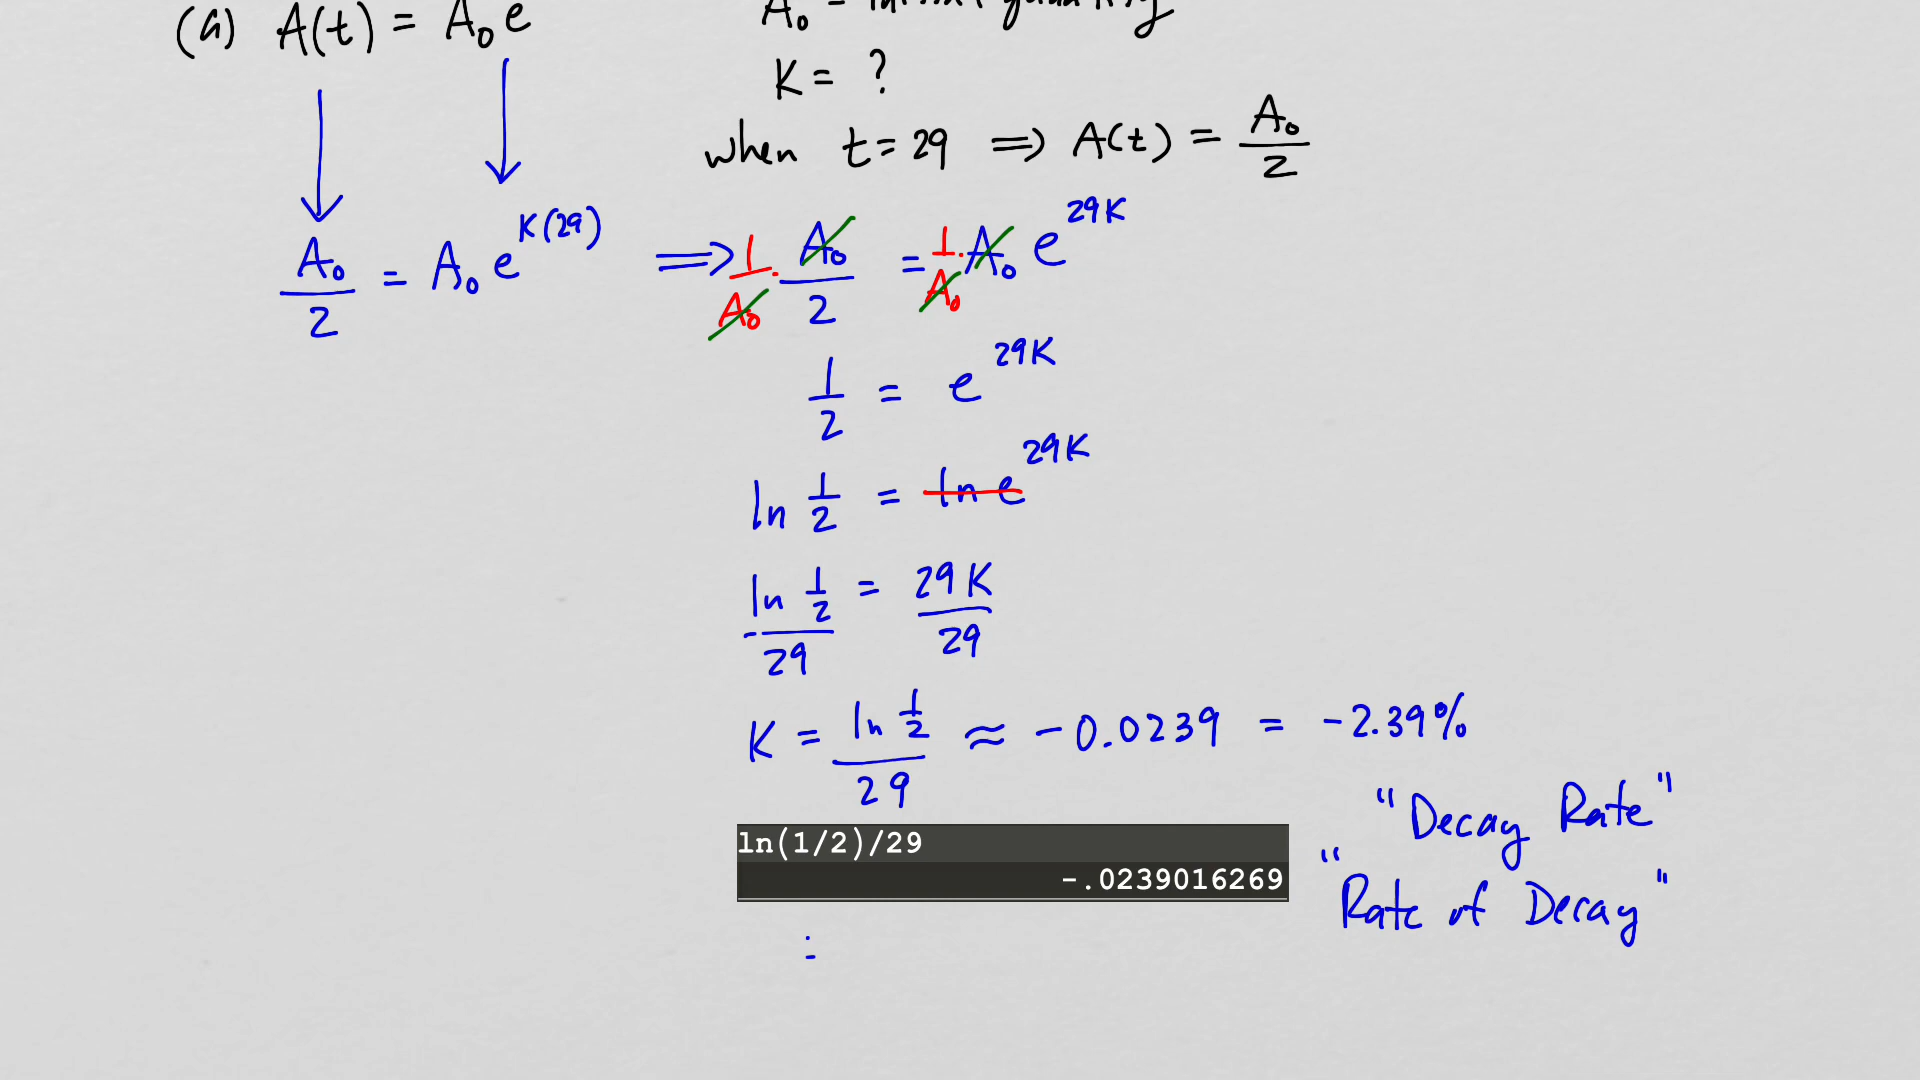 (a) A(t) = A₀ e
A₀ =
K = ?
when t = 29 ⟹ A(t) = A₀/2
A₀/2 = A₀ e^K(29) ⟹ 1/A₀ · A₀/2 = 1/A₀ · A₀ e^29K
1/2 = e^29K
ln 1/2 = ln e^29K
ln 1/2 / 29 = 29K/29
K = ln 1/2 / 29 ≈ -0.0239 = -2.39%
"Decay Rate"
ln(1/2)/29
-.0239016269
"Rate of Decay"